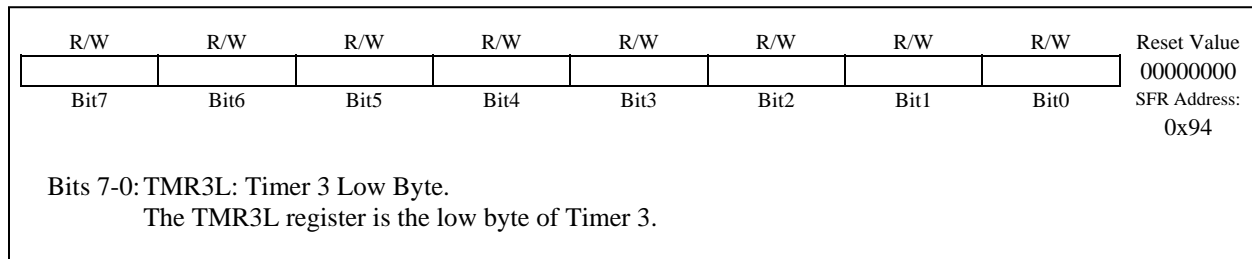 R/W R/W R/W R/W R/W R/W R/W R/W Reset Value
00000000
Bit7 Bit6 Bit5 Bit4 Bit3 Bit2 Bit1 Bit0 SFR Address:
0x94
Bits 7-0: TMR3L: Timer 3 Low Byte.
The TMR3L register is the low byte of Timer 3.